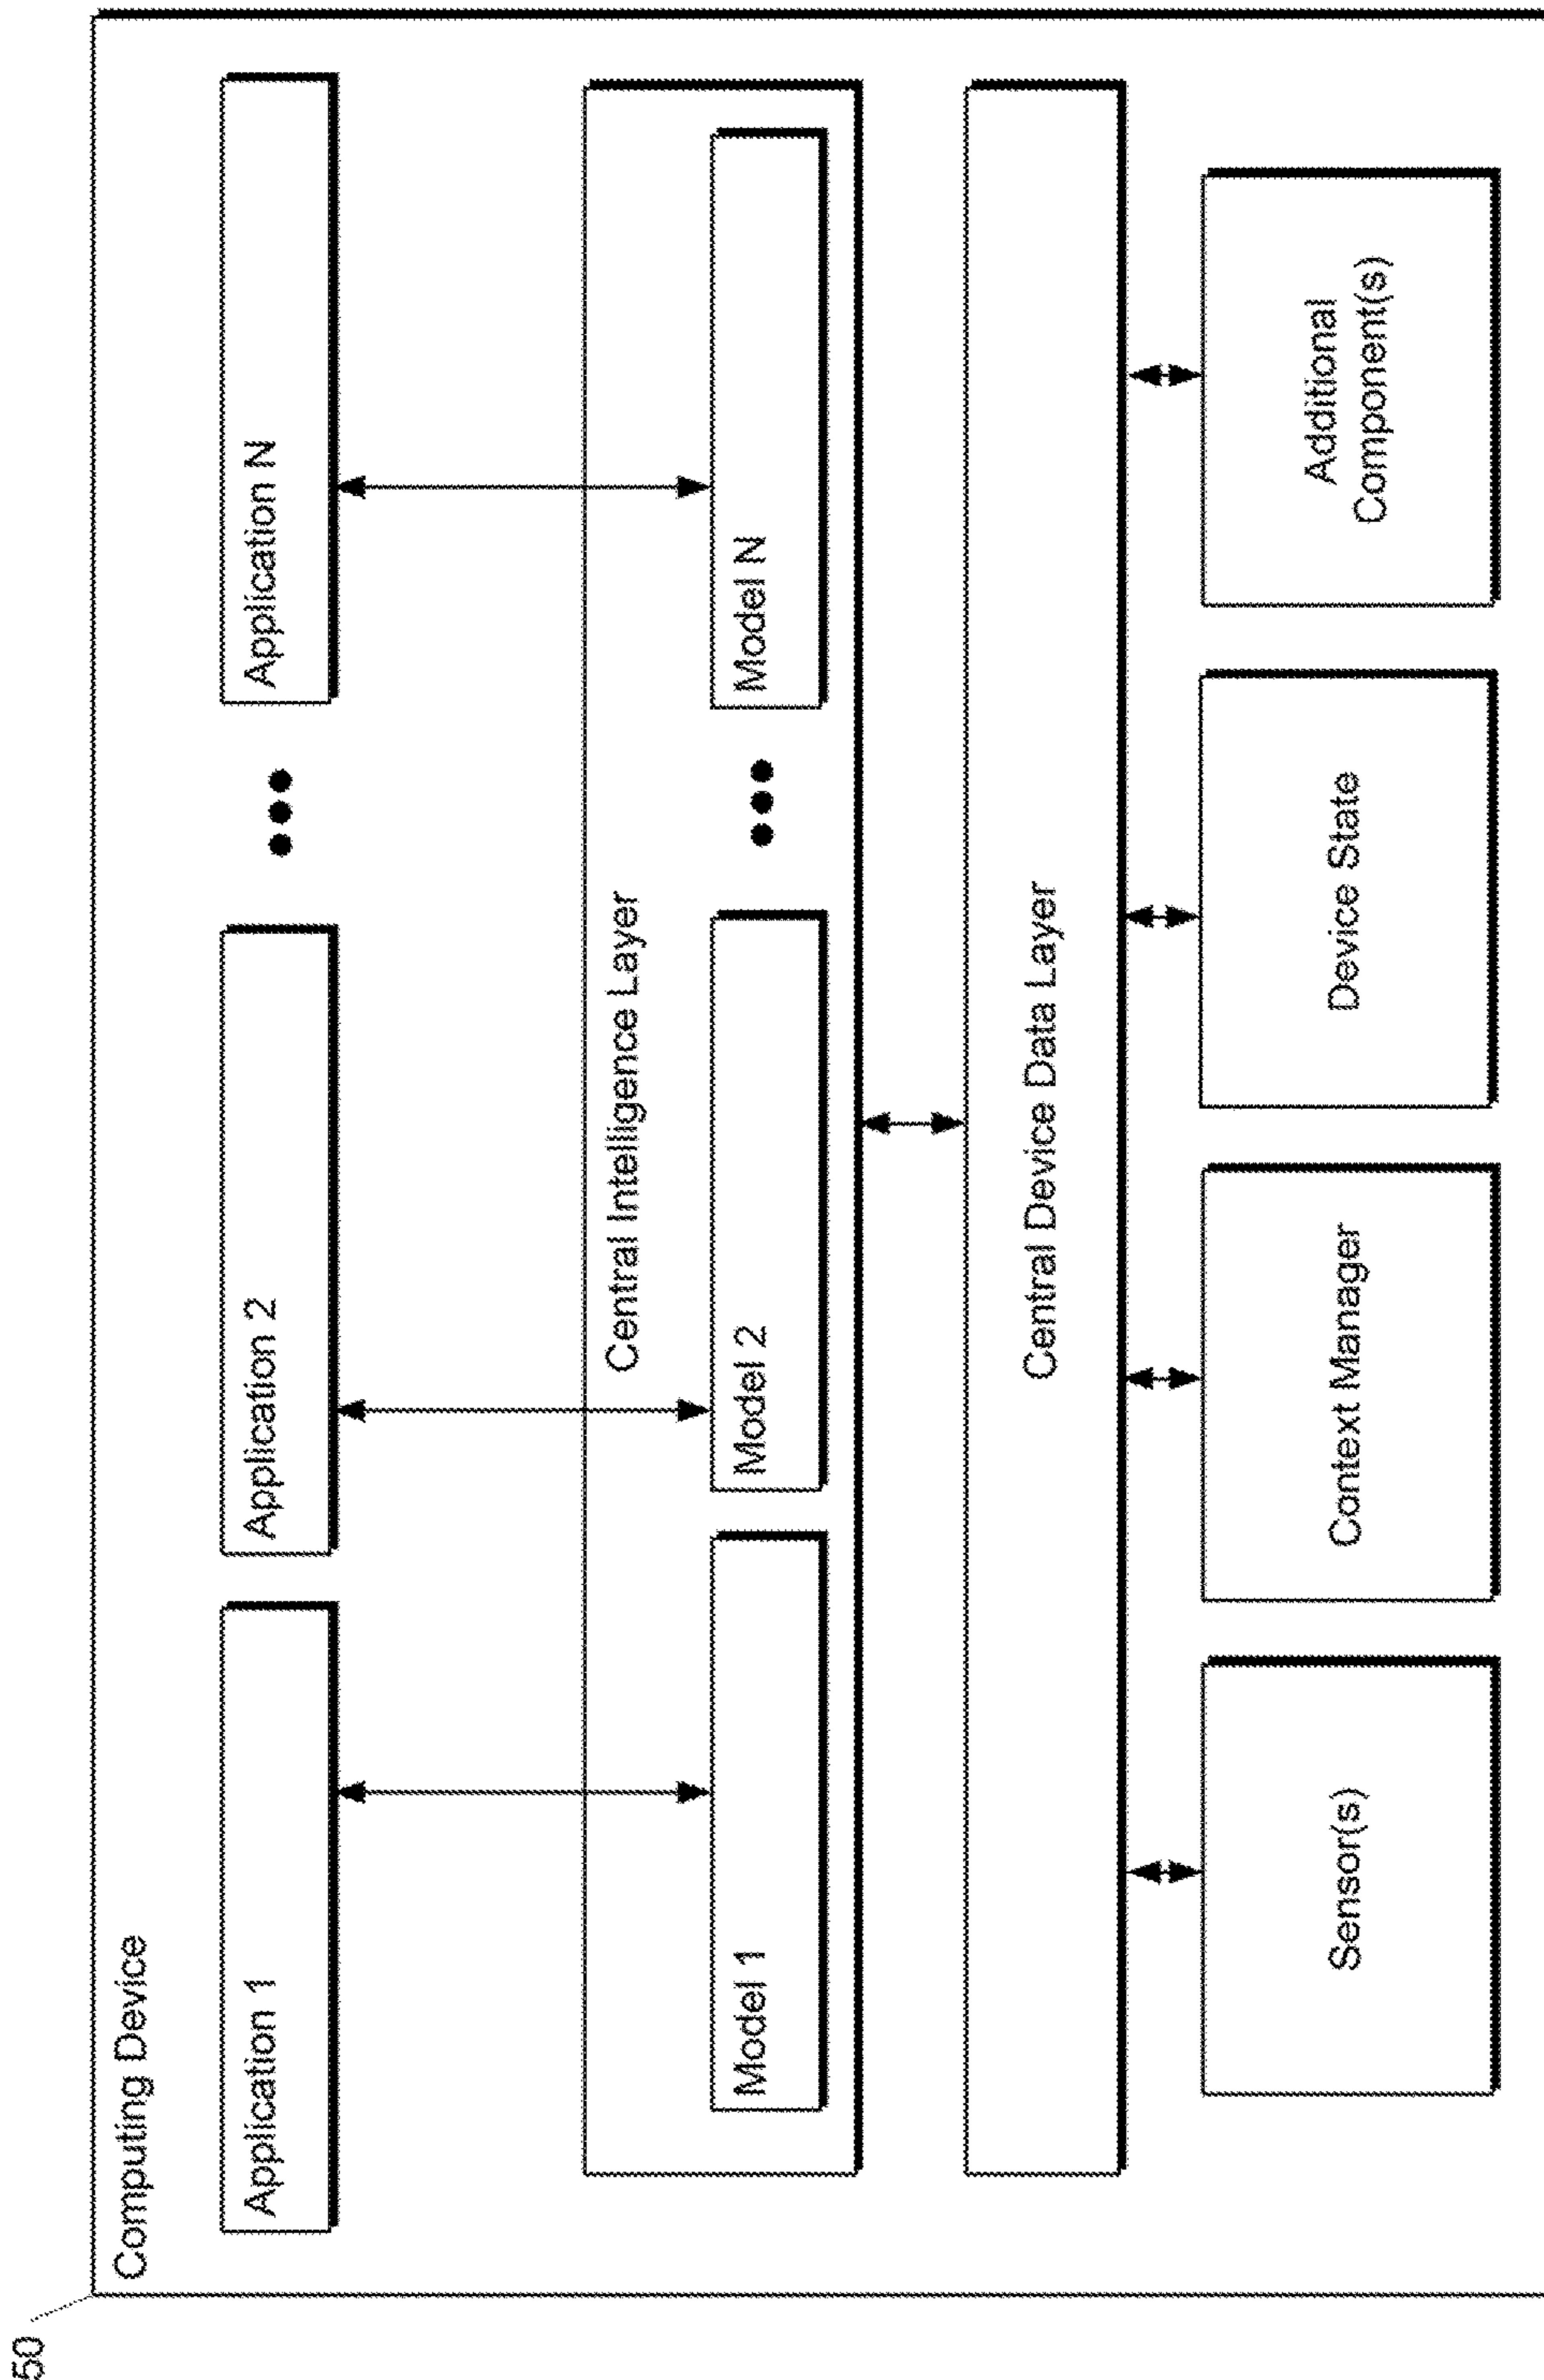 50
Computing Device
Application 1
Application 2
Application N
Central Intelligence Layer
Model 1
Model 2
Model N
Central Device Data Layer
Sensor(s)
Context Manager
Device State
Additional
Component(s)